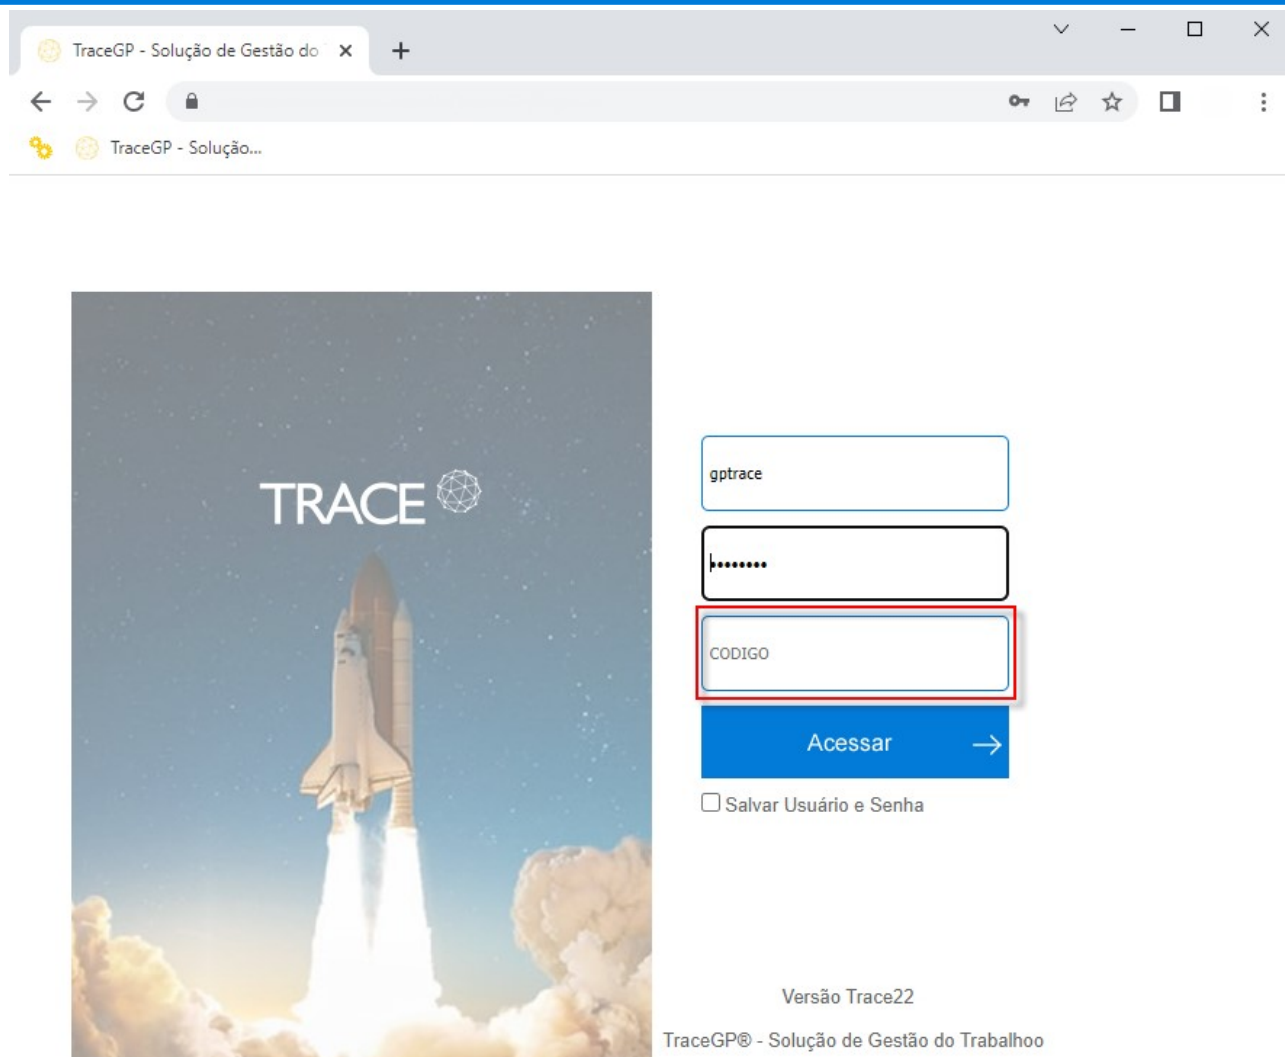 TraceGP - Solução de Gestão do T
TraceGP - Solução...
TRACE
gptrace
••••••••
CODIGO
Acessar
Salvar Usuário e Senha
Versão Trace22
TraceGP® - Solução de Gestão do Trabalhoo